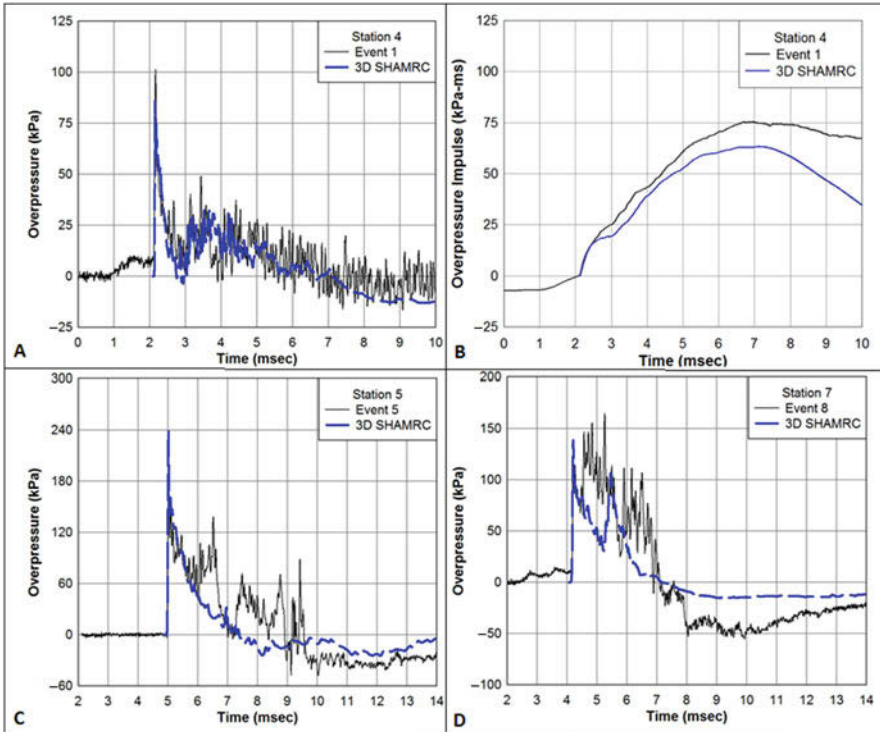 Station 4
Event 1
3D SHAMRC
Overpressure (kPa)
125
100
75
50
25
0
−25
0 1 2 3 4 5 6 7 8 9 10
Time (msec)
A
Station 4
Event 1
3D SHAMRC
Overpressure Impulse (kPa-ms)
125
100
75
50
25
0
−25
0 1 2 3 4 5 6 7 8 9 10
Time (msec)
B
Station 5
Event 5
3D SHAMRC
Overpressure (kPa)
300
240
180
120
60
0
−60
2 3 4 5 6 7 8 9 10 11 12 13 14
Time (msec)
C
Station 7
Event 8
3D SHAMRC
Overpressure (kPa)
200
150
100
50
0
−50
−100
2 3 4 5 6 7 8 9 10 11 12 13 14
Time (msec)
D